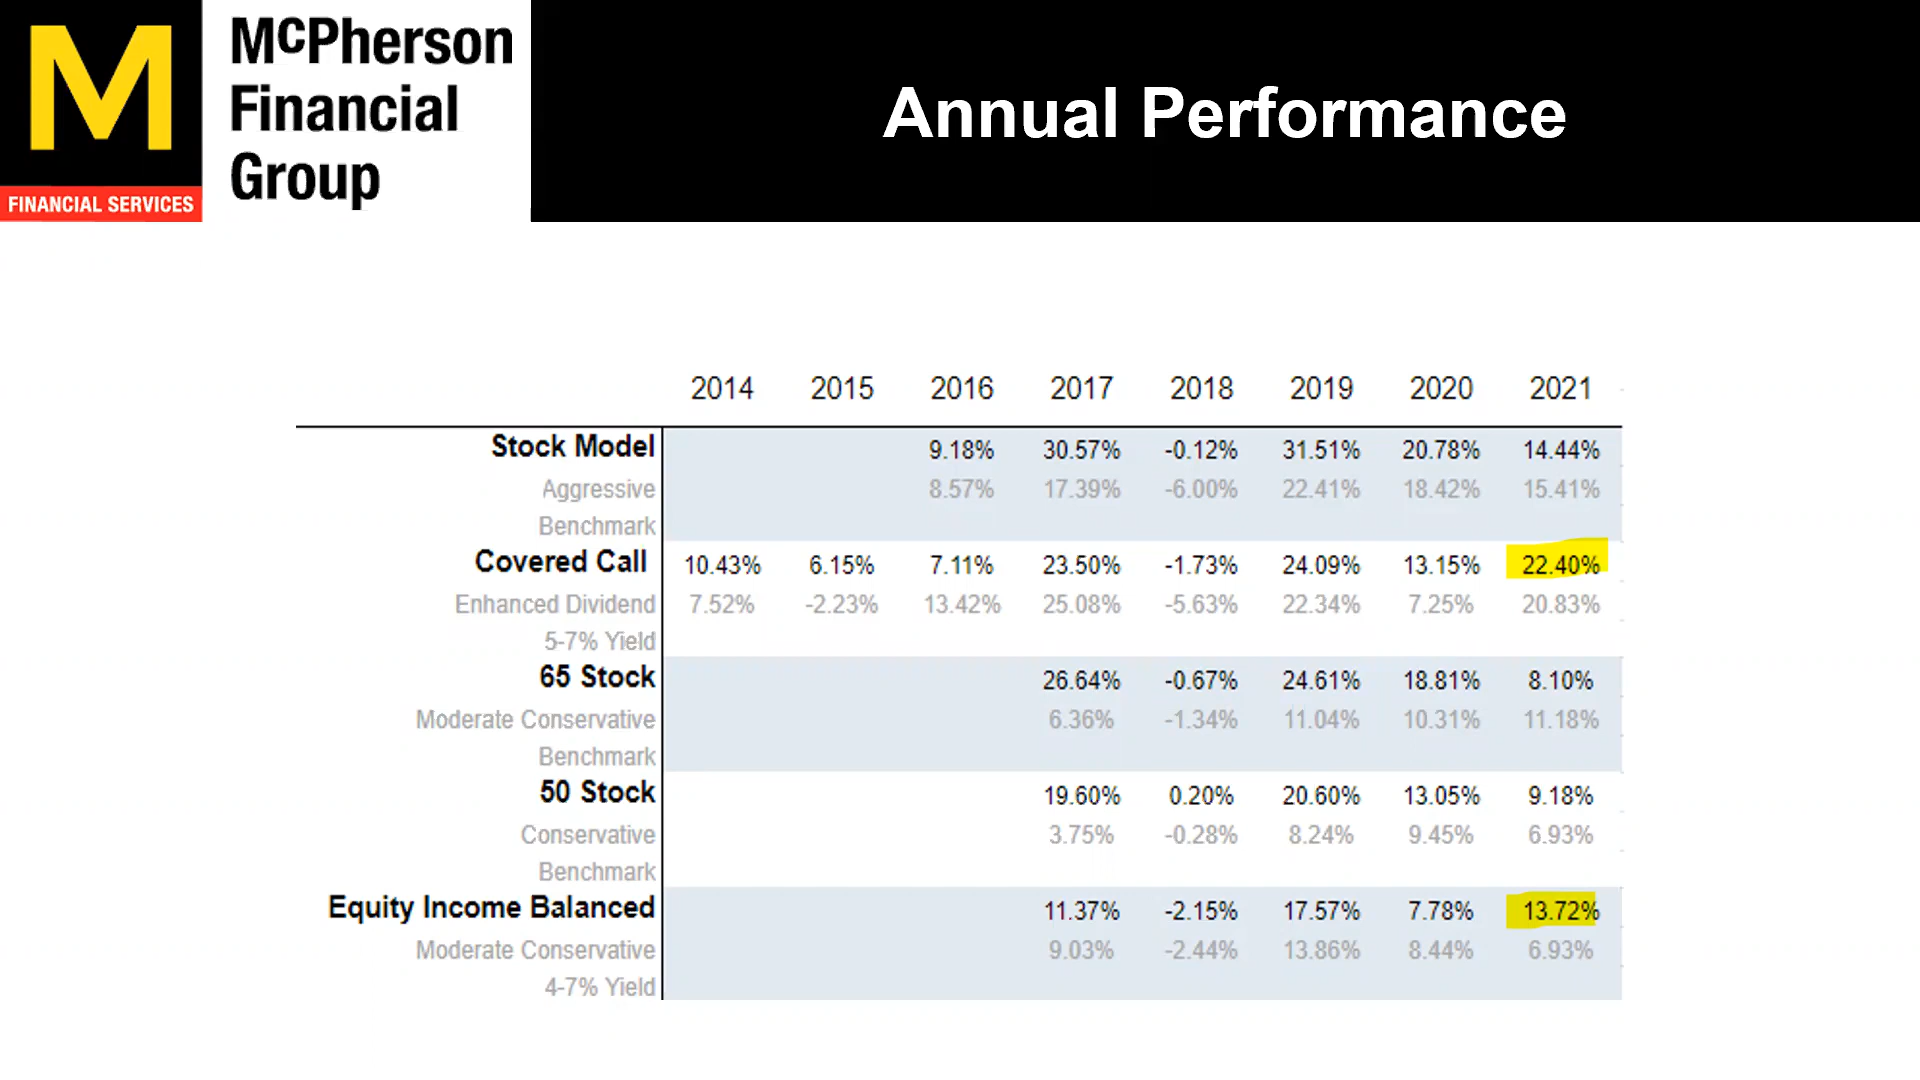 M
FINANCIAL SERVICES
McPherson
Financial
Group
Annual Performance
2014 2015 2016 2017 2018 2019 2020 2021
Stock Model 9.18% 30.57% -0.12% 31.51% 20.78% 14.44%
Aggressive 8.57% 17.39% -6.00% 22.41% 18.42% 15.41%
Benchmark
Covered Call 10.43% 6.15% 7.11% 23.50% -1.73% 24.09% 13.15% 22.40%
Enhanced Dividend 7.52% -2.23% 13.42% 25.08% -5.63% 22.34% 7.25% 20.83%
5-7% Yield
65 Stock 26.64% -0.67% 24.61% 18.81% 8.10%
Moderate Conservative 6.36% -1.34% 11.04% 10.31% 11.18%
Benchmark
50 Stock 19.60% 0.20% 20.60% 13.05% 9.18%
Conservative 3.75% -0.28% 8.24% 9.45% 6.93%
Benchmark
Equity Income Balanced 11.37% -2.15% 17.57% 7.78% 13.72%
Moderate Conservative 9.03% -2.44% 13.86% 8.44% 6.93%
4-7% Yield